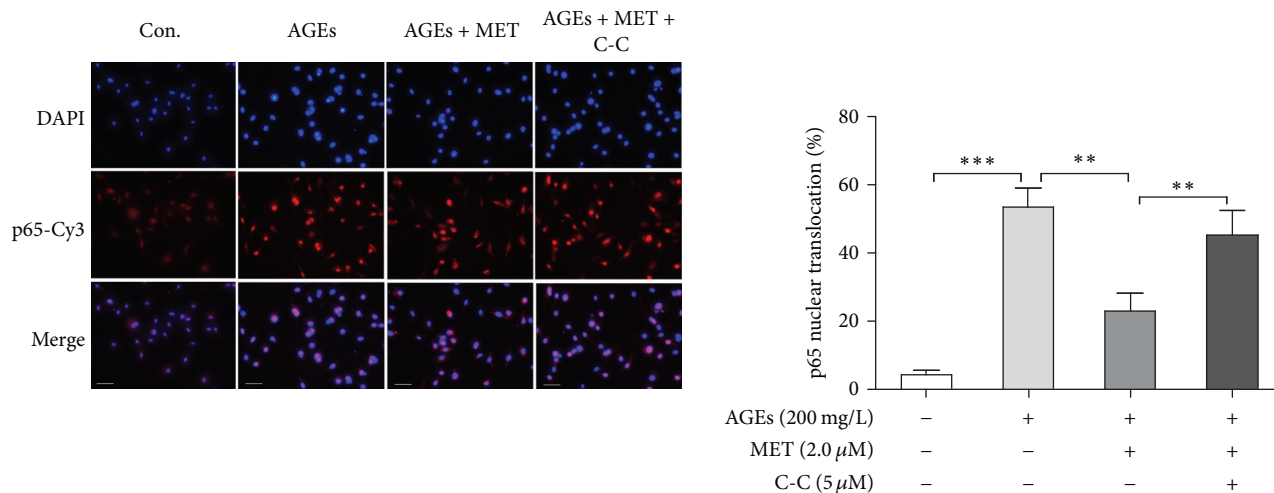 Con.
AGEs
AGEs + MET
AGEs + MET +
C-C
DAPI
p65-Cy3
Merge
p65 nuclear translocation (%)
80
60
40
20
0
***
**
**
AGEs (200 mg/L) – + + +
MET (2.0 μM) – – + +
C-C (5 μM) – – – +